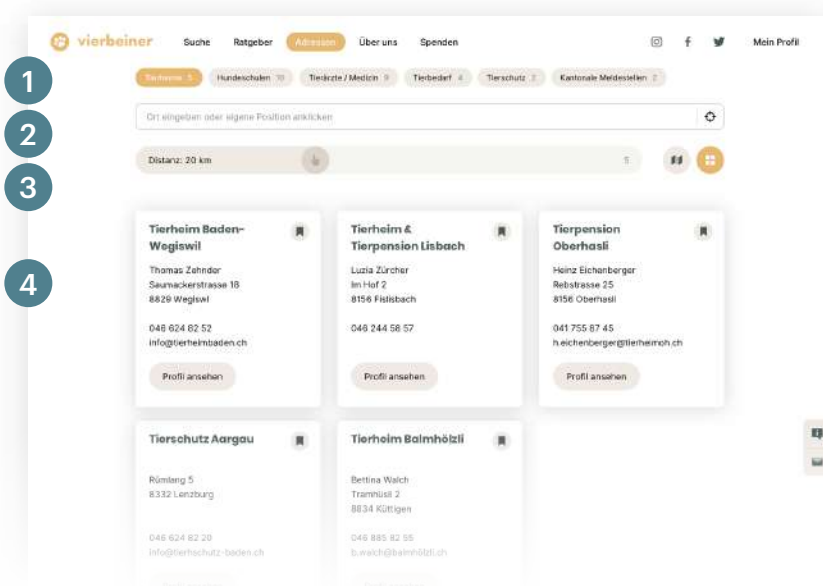 vierbeiner Suche Ratgeber Adressen Über uns Spenden Mein Profil
1
Tierheime 5 Hundeschulen 10 Tierärzte / Medizin 9 Tierbedarf 4 Tierschutz 2 Kantonale Meldestellen 2
Ort eingeben oder eigene Position anklicken
2
Distanz: 20 km 5
3
Tierheim Baden-
Wegiswil
Thomas Zehnder
Saumackerstrasse 18
8829 Wegiswl
046 624 82 52
info@tierheimbaden.ch
Profil ansehen
Tierheim &
Tierpension Lisbach
Luzia Zürcher
Im Hof 2
8156 Fislisbach
046 244 58 57
Profil ansehen
Tierpension
Oberhasli
Heinz Eichenberger
Rebstrasse 25
8156 Oberhasli
041 755 87 45
h.eichenberger@tierheimoh.ch
Profil ansehen
4
Tierschutz Aargau
Rümlang 5
8332 Lenzburg
046 624 82 20
info@tierhschutz-baden.ch
Tierheim Balmhölzli
Bettina Walch
Tramhüsli 2
8834 Küttigen
046 885 82 55
b.walch@balmhölzli.ch